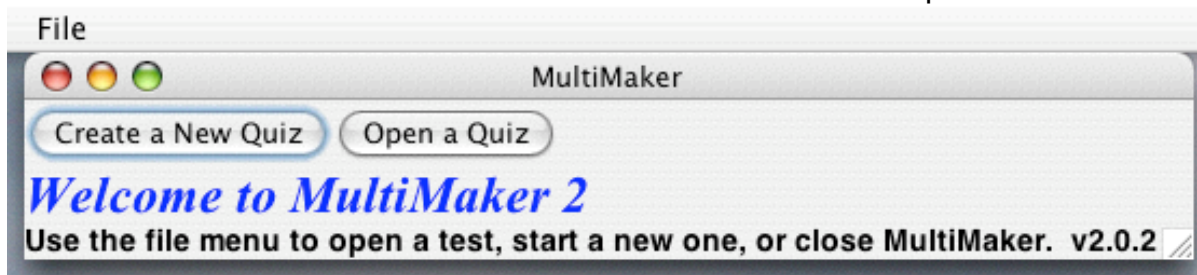 File
MultiMaker
Create a New Quiz Open a Quiz
Welcome to MultiMaker 2
Use the file menu to open a test, start a new one, or close MultiMaker. v2.0.2